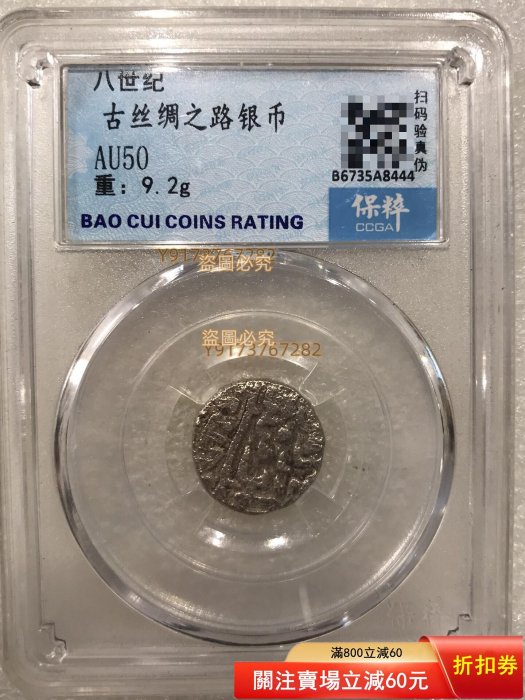 八世纪
古丝绸之路银币
AU50
重：9.2g
BAO CUI COINS RATING
扫码验真伪
B6735A8444
保粹
CCGA
盜圖必究
盜圖必究
Y9173767282
滿800立減60
關注賣場立減60元
折扣券